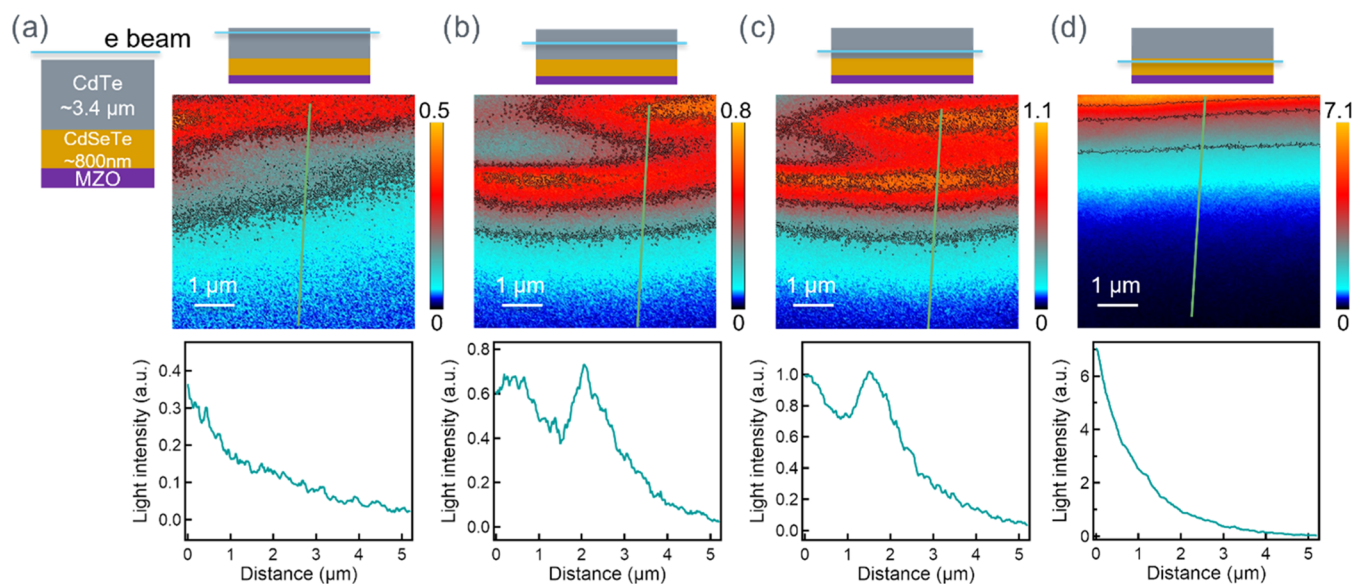 (a)
e beam
(b)
(c)
(d)
CdTe
~3.4 µm
CdSeTe
~800nm
MZO
0.5
0
1 µm
0.8
0
1 µm
1.1
0
1 µm
7.1
0
1 µm
Light intensity (a.u.)
0.4
0.3
0.2
0.1
0.0
0 1 2 3 4 5
Distance (µm)
Light intensity (a.u.)
0.8
0.6
0.4
0.2
0.0
0 1 2 3 4 5
Distance (µm)
Light intensity (a.u.)
1.0
0.8
0.6
0.4
0.2
0.0
0 1 2 3 4 5
Distance (µm)
Light intensity (a.u.)
6
4
2
0
0 1 2 3 4 5
Distance (µm)